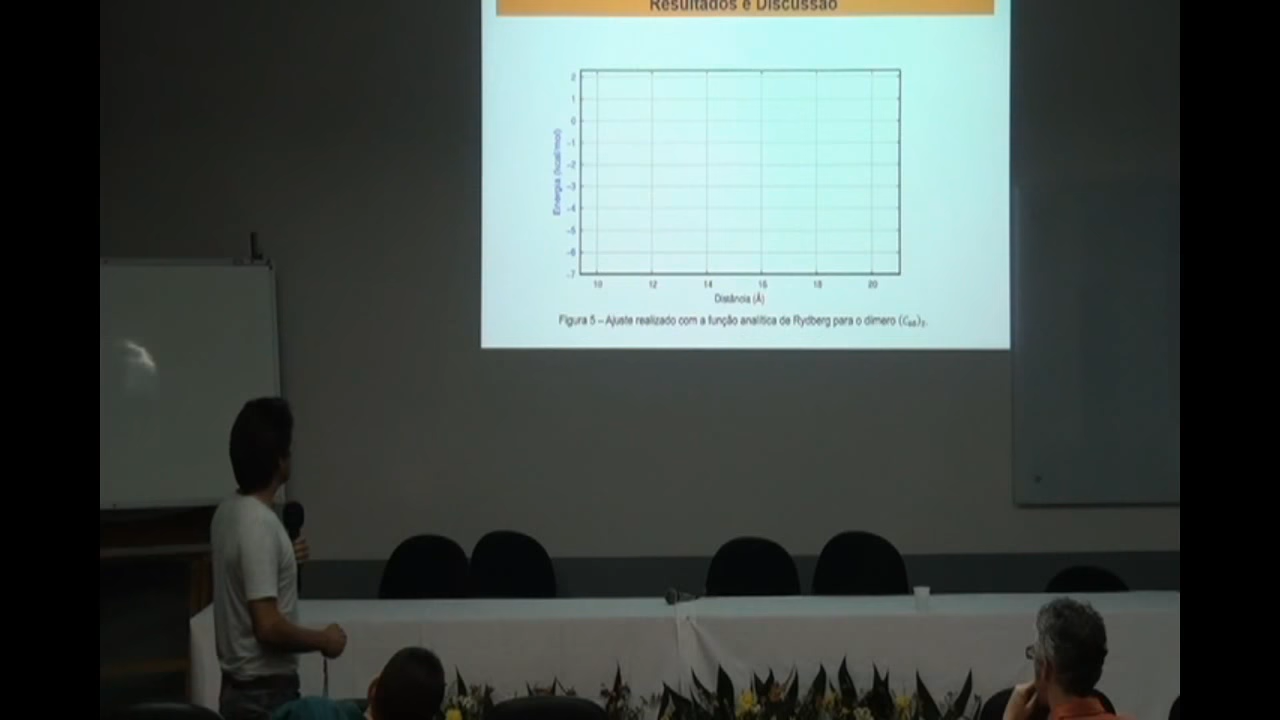 Resultados e Discussão
2
1
0
-1
-2
-3
-4
-5
-6
-7
Energia (kcal/mol)
10 12 14 16 18 20
Distância (Å)
Figura 5 – Ajuste realizado com a função analítica de Rydberg para o dímero (C₆₀)₂.